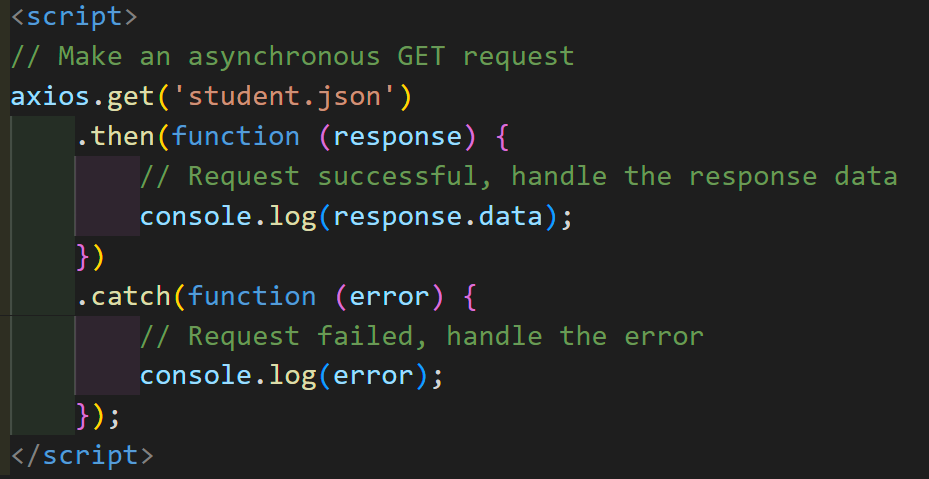 <script>
// Make an asynchronous GET request
axios.get('student.json')
    .then(function (response) {
        // Request successful, handle the response data
        console.log(response.data);
    })
    .catch(function (error) {
        // Request failed, handle the error
        console.log(error);
    });
</script>